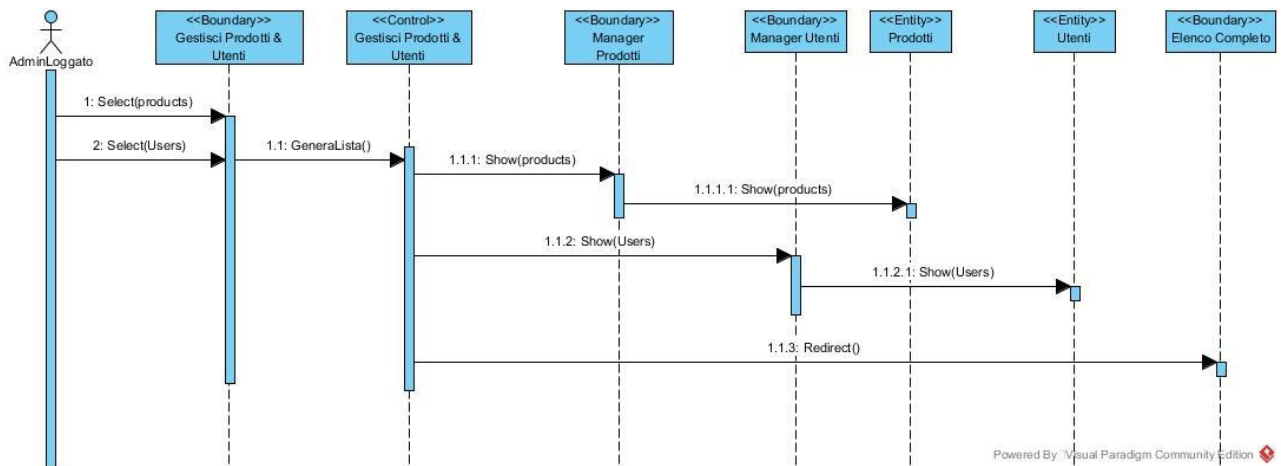 <<Boundary>>
Gestisci Prodotti &
Utenti
<<Control>>
Gestisci Prodotti &
Utenti
<<Boundary>>
Manager
Prodotti
<<Boundary>>
Manager Utenti
<<Entity>>
Prodotti
<<Entity>>
Utenti
<<Boundary>>
Elenco Completo
AdminLoggato
1: Select(products)
2: Select(Users)
1.1: GeneraLista()
1.1.1: Show(products)
1.1.1.1: Show(products)
1.1.2: Show(Users)
1.1.2.1: Show(Users)
1.1.3: Redirect()
Powered By Visual Paradigm Community Edition